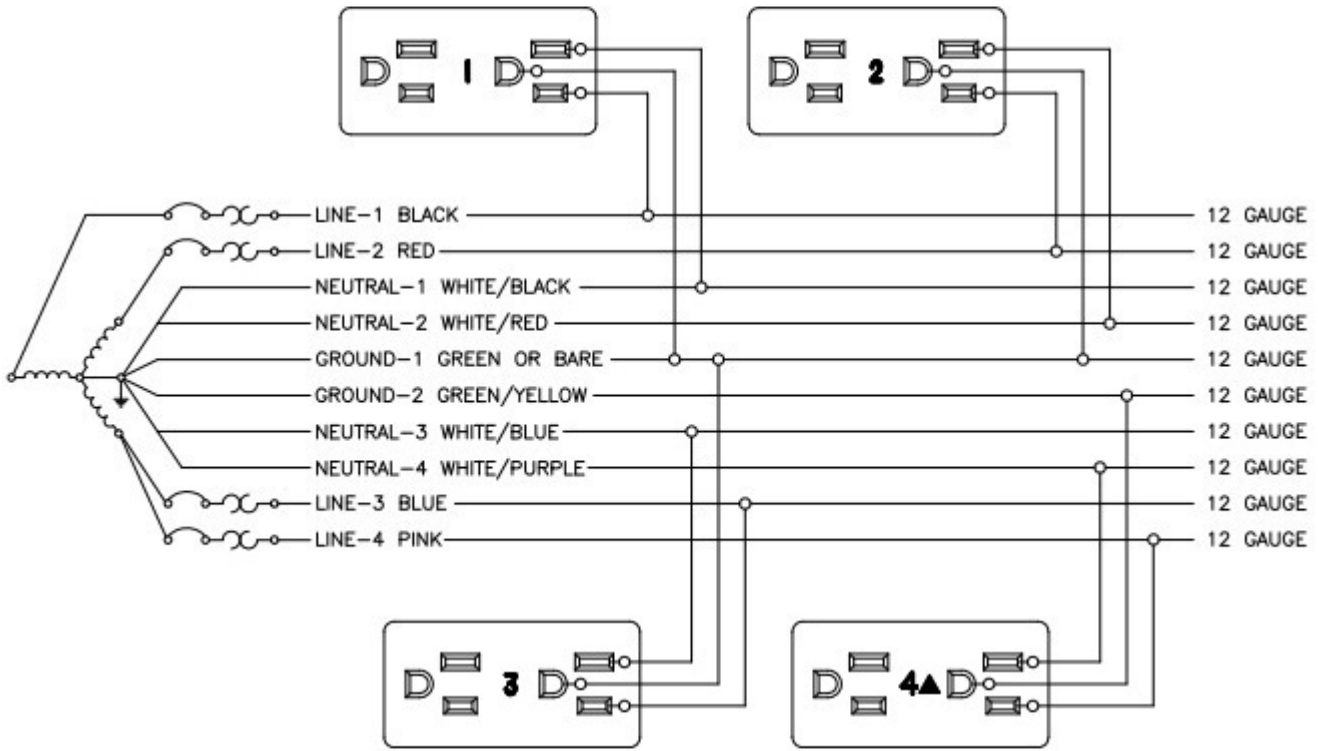 1
2
LINE-1 BLACK 12 GAUGE
LINE-2 RED 12 GAUGE
NEUTRAL-1 WHITE/BLACK 12 GAUGE
NEUTRAL-2 WHITE/RED 12 GAUGE
GROUND-1 GREEN OR BARE 12 GAUGE
GROUND-2 GREEN/YELLOW 12 GAUGE
NEUTRAL-3 WHITE/BLUE 12 GAUGE
NEUTRAL-4 WHITE/PURPLE 12 GAUGE
LINE-3 BLUE 12 GAUGE
LINE-4 PINK 12 GAUGE
3
4▲